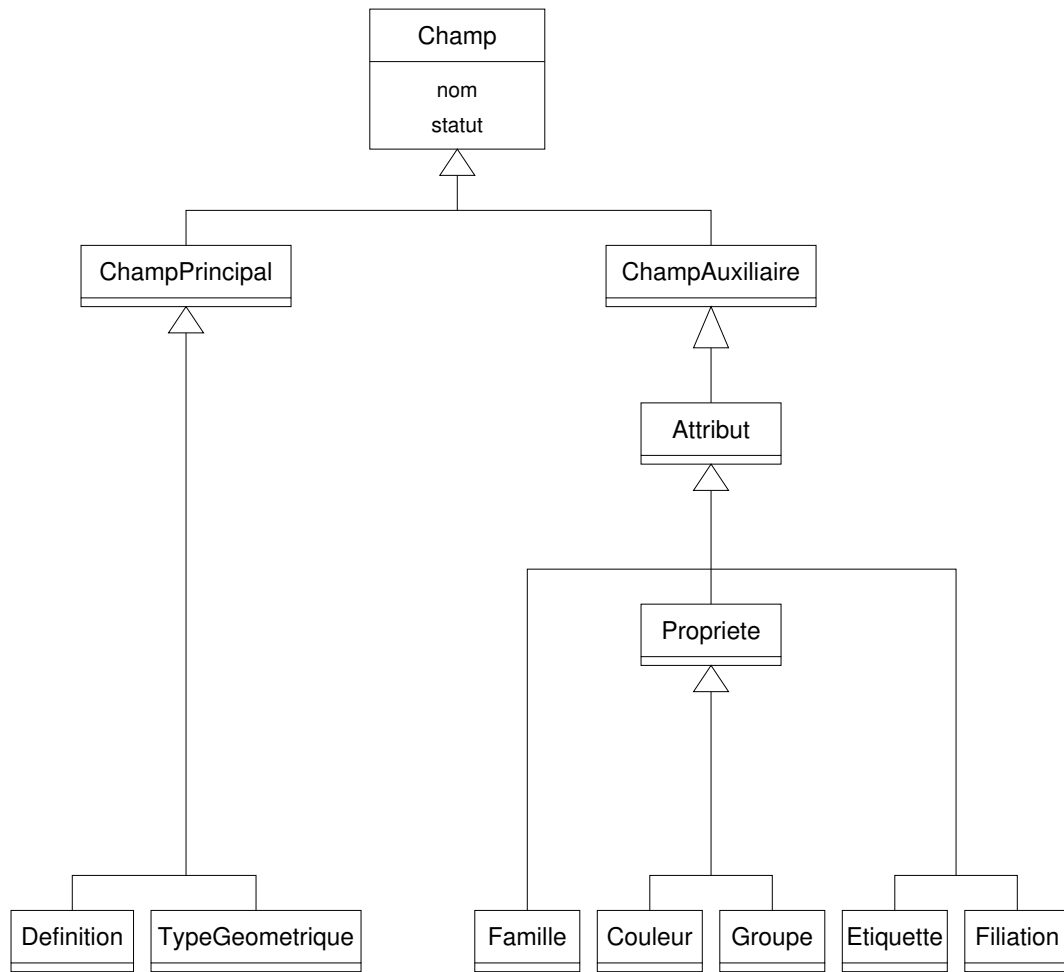 Champ
nom
statut
ChampPrincipal
ChampAuxiliaire
Attribut
Propriete
Definition
TypeGeometrique
Famille
Couleur
Groupe
Etiquette
Filiation